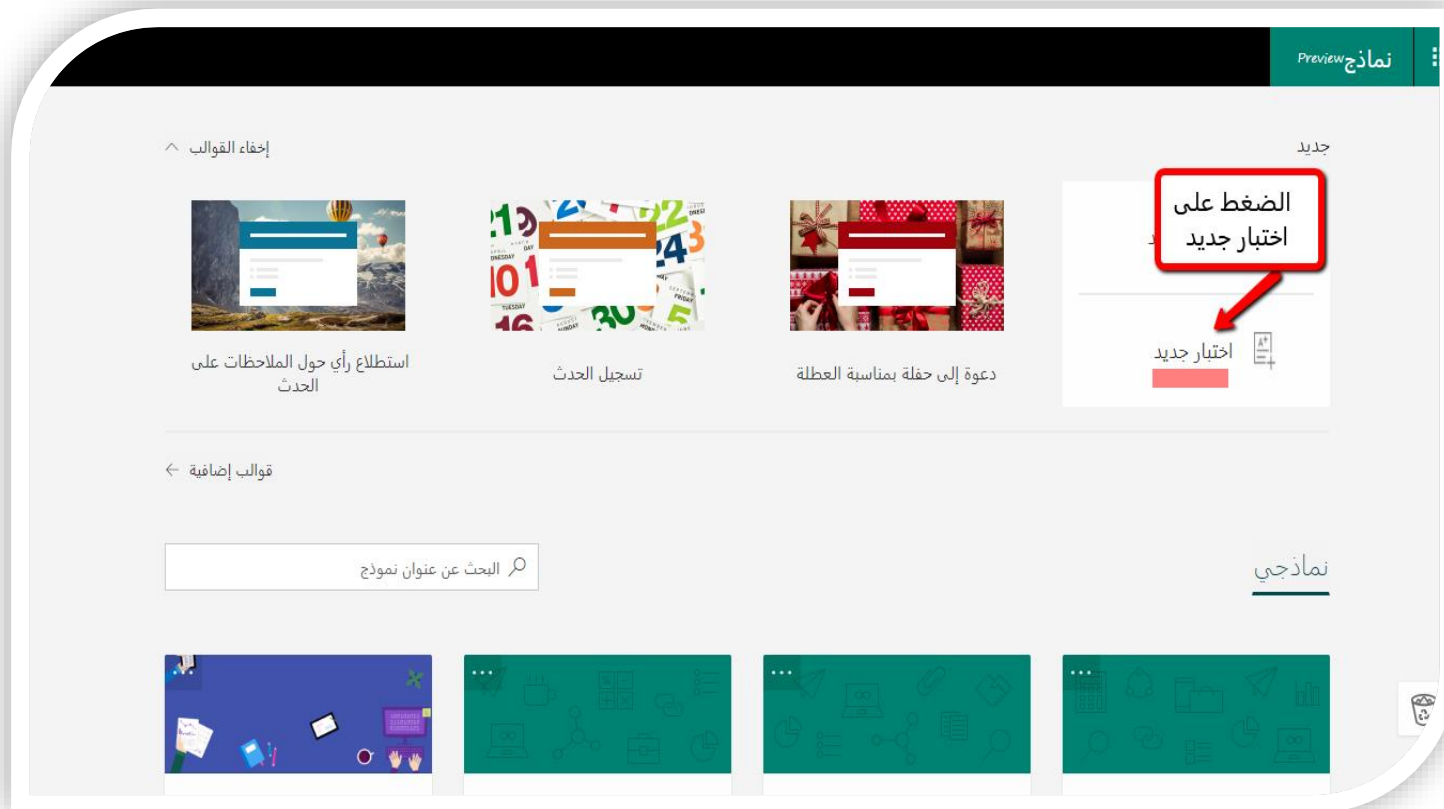 نماذج Preview
جديد
إخفاء القوالب
الضغط على
اختبار جديد
اختبار جديد
دعوة إلى حفلة بمناسبة العطلة
تسجيل الحدث
استطلاع رأي حول الملاحظات على
الحدث
قوالب إضافية
نماذجي
البحث عن عنوان نموذج